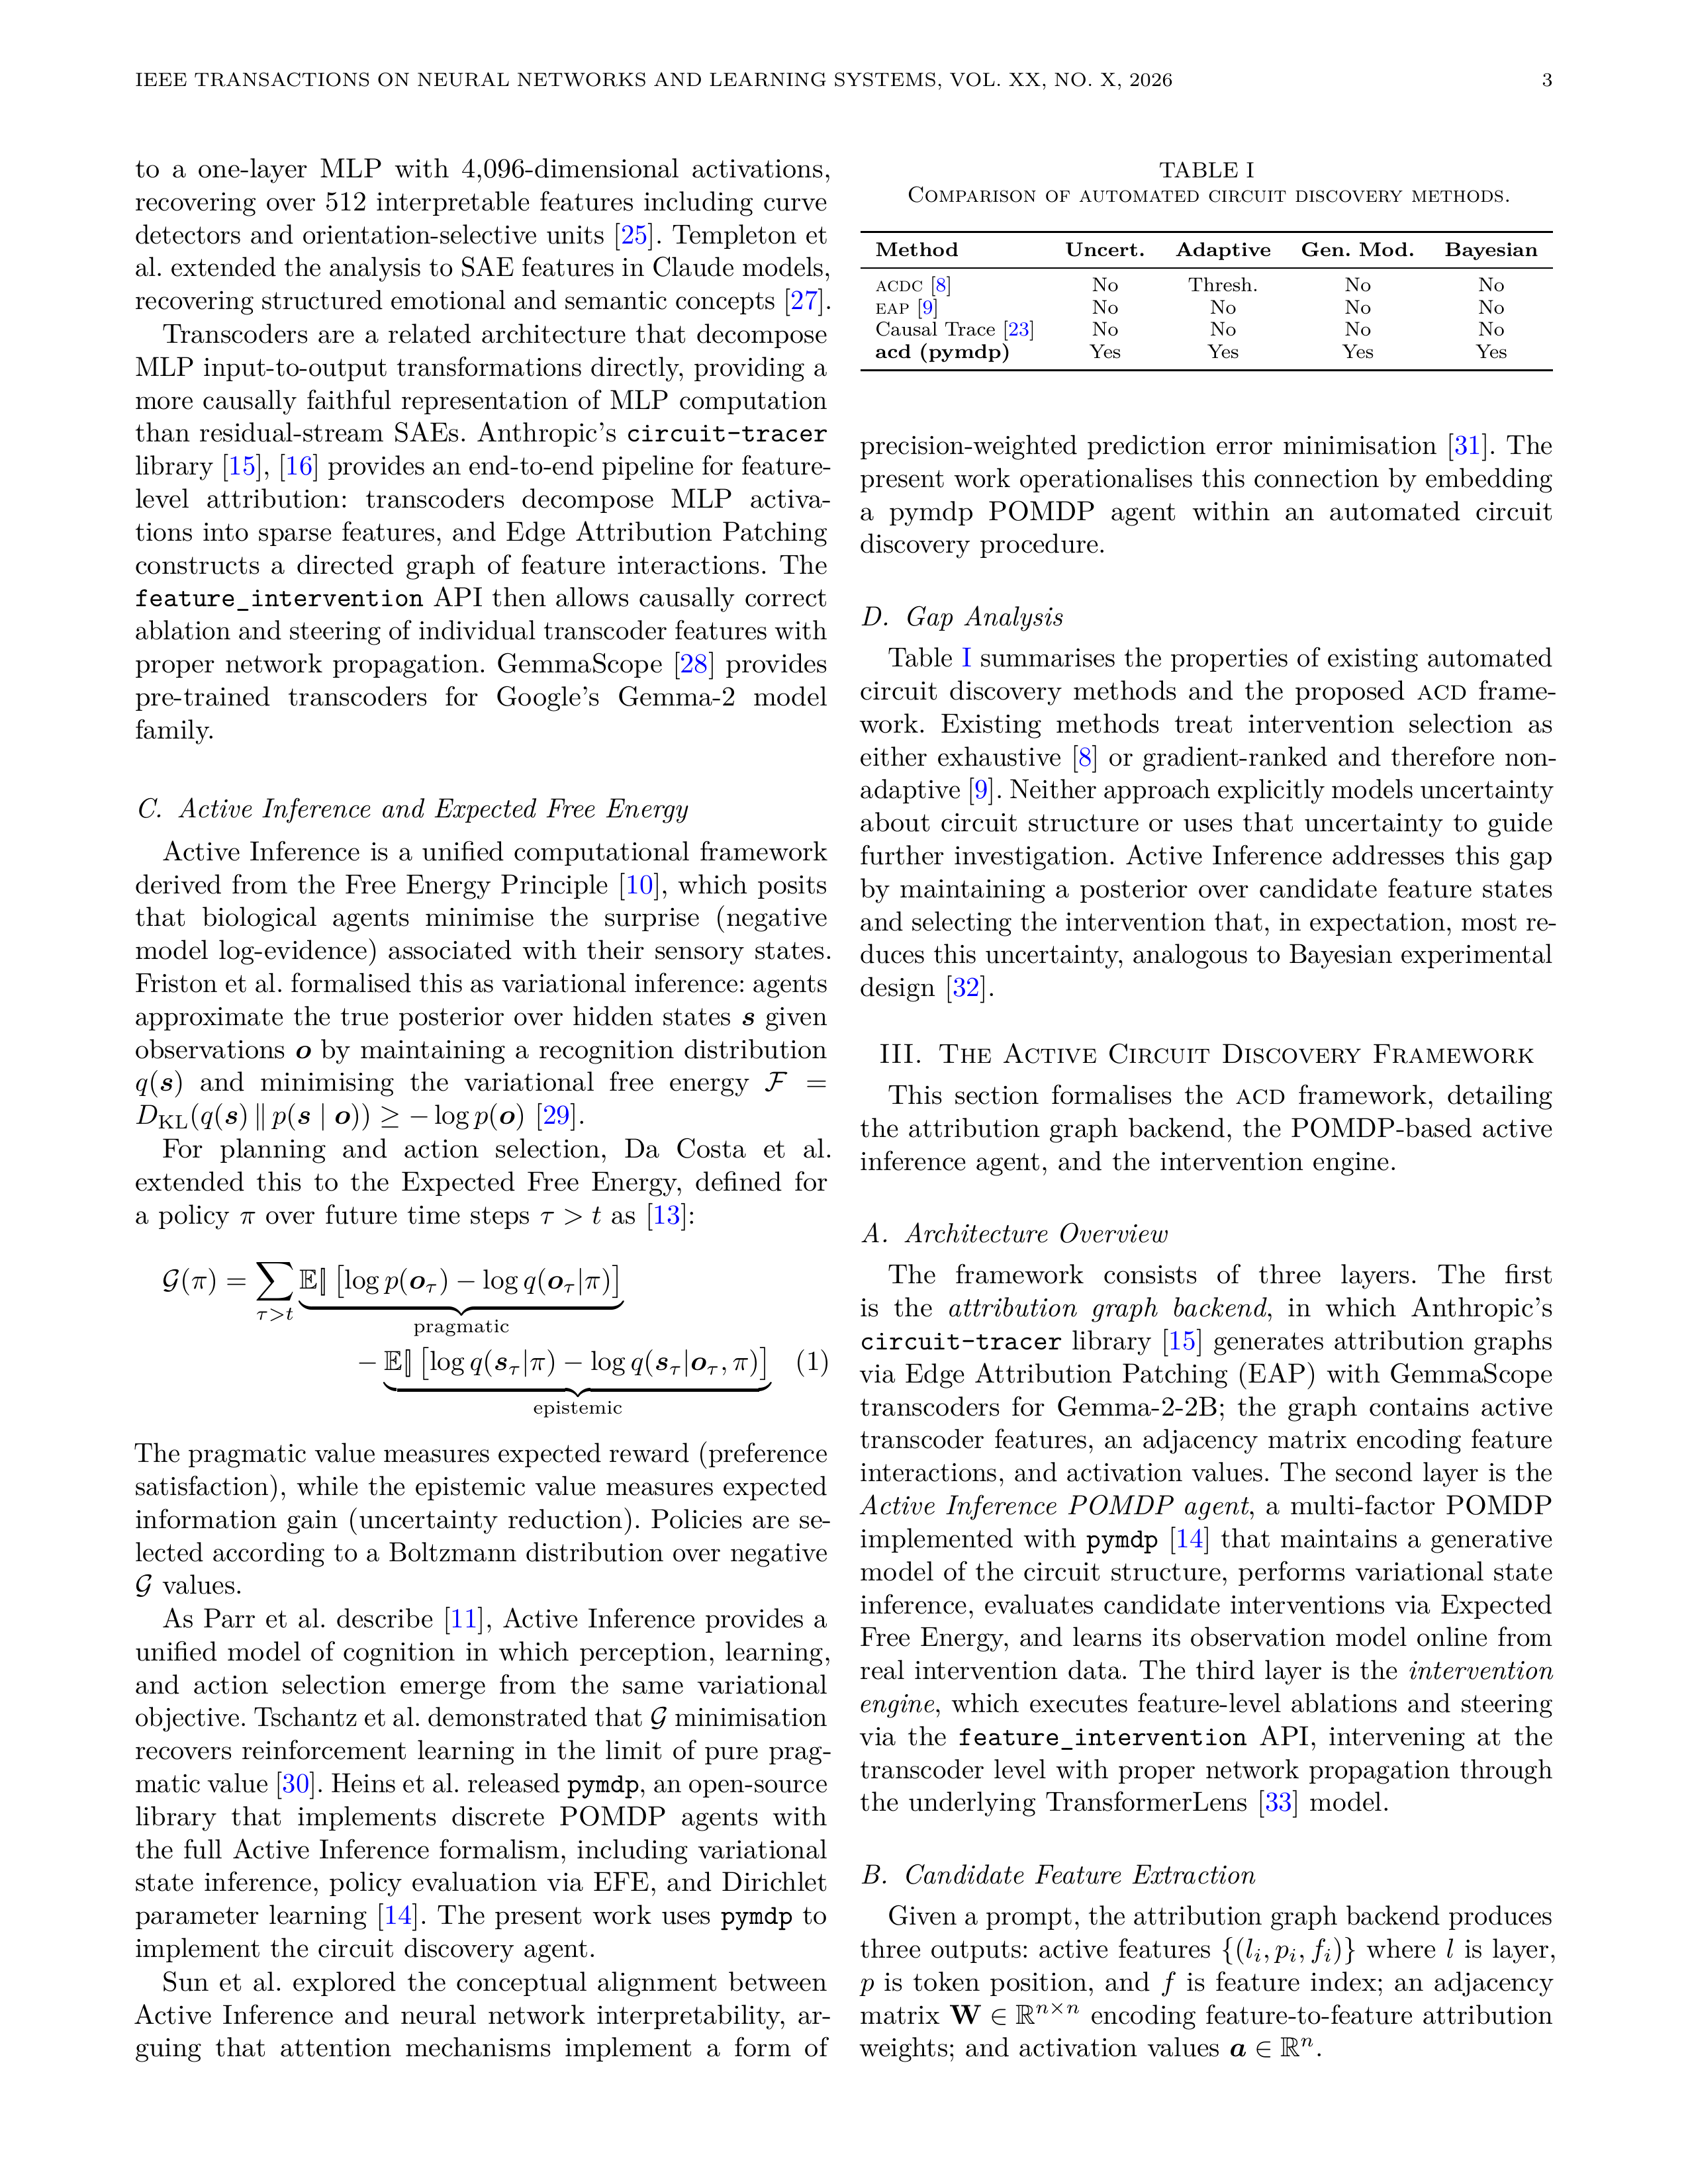 IEEE TRANSACTIONS ON NEURAL NETWORKS AND LEARNING SYSTEMS, VOL. XX, NO. X, 2026 3
to a one-layer MLP with 4,096-dimensional activations,
recovering over 512 interpretable features including curve
detectors and orientation-selective units [25]. Templeton et
al. extended the analysis to SAE features in Claude models,
recovering structured emotional and semantic concepts [27].
Transcoders are a related architecture that decompose
MLP input-to-output transformations directly, providing a
more causally faithful representation of MLP computation
than residual-stream SAEs. Anthropic's circuit-tracer
library [15], [16] provides an end-to-end pipeline for feature-
level attribution: transcoders decompose MLP activa-
tions into sparse features, and Edge Attribution Patching
constructs a directed graph of feature interactions. The
feature_intervention API then allows causally correct
ablation and steering of individual transcoder features with
proper network propagation. GemmaScope [28] provides
pre-trained transcoders for Google's Gemma-2 model
family.
C. Active Inference and Expected Free Energy
Active Inference is a unified computational framework
derived from the Free Energy Principle [10], which posits
that biological agents minimise the surprise (negative
model log-evidence) associated with their sensory states.
Friston et al. formalised this as variational inference: agents
approximate the true posterior over hidden states s given
observations o by maintaining a recognition distribution
q(s) and minimising the variational free energy F =
D_KL(q(s) ∥ p(s | o)) ≥ − log p(o) [29].
For planning and action selection, Da Costa et al.
extended this to the Expected Free Energy, defined for
a policy π over future time steps τ > t as [13]:
G(π) = ∑ E⟧ [log p(o_τ) − log q(o_τ|π)]
τ>t
pragmatic
− E⟧ [log q(s_τ|π) − log q(s_τ|o_τ, π)] (1)
epistemic
The pragmatic value measures expected reward (preference
satisfaction), while the epistemic value measures expected
information gain (uncertainty reduction). Policies are se-
lected according to a Boltzmann distribution over negative
G values.
As Parr et al. describe [11], Active Inference provides a
unified model of cognition in which perception, learning,
and action selection emerge from the same variational
objective. Tschantz et al. demonstrated that G minimisation
recovers reinforcement learning in the limit of pure prag-
matic value [30]. Heins et al. released pymdp, an open-source
library that implements discrete POMDP agents with
the full Active Inference formalism, including variational
state inference, policy evaluation via EFE, and Dirichlet
parameter learning [14]. The present work uses pymdp to
implement the circuit discovery agent.
Sun et al. explored the conceptual alignment between
Active Inference and neural network interpretability, ar-
guing that attention mechanisms implement a form of
TABLE I
COMPARISON OF AUTOMATED CIRCUIT DISCOVERY METHODS.
Method Uncert. Adaptive Gen. Mod. Bayesian
ACDC [8] No Thresh. No No
EAP [9] No No No No
Causal Trace [23] No No No No
acd (pymdp) Yes Yes Yes Yes
precision-weighted prediction error minimisation [31]. The
present work operationalises this connection by embedding
a pymdp POMDP agent within an automated circuit
discovery procedure.
D. Gap Analysis
Table I summarises the properties of existing automated
circuit discovery methods and the proposed ACD frame-
work. Existing methods treat intervention selection as
either exhaustive [8] or gradient-ranked and therefore non-
adaptive [9]. Neither approach explicitly models uncertainty
about circuit structure or uses that uncertainty to guide
further investigation. Active Inference addresses this gap
by maintaining a posterior over candidate feature states
and selecting the intervention that, in expectation, most re-
duces this uncertainty, analogous to Bayesian experimental
design [32].
III. THE ACTIVE CIRCUIT DISCOVERY FRAMEWORK
This section formalises the ACD framework, detailing
the attribution graph backend, the POMDP-based active
inference agent, and the intervention engine.
A. Architecture Overview
The framework consists of three layers. The first
is the attribution graph backend, in which Anthropic's
circuit-tracer library [15] generates attribution graphs
via Edge Attribution Patching (EAP) with GemmaScope
transcoders for Gemma-2-2B; the graph contains active
transcoder features, an adjacency matrix encoding feature
interactions, and activation values. The second layer is the
Active Inference POMDP agent, a multi-factor POMDP
implemented with pymdp [14] that maintains a generative
model of the circuit structure, performs variational state
inference, evaluates candidate interventions via Expected
Free Energy, and learns its observation model online from
real intervention data. The third layer is the intervention
engine, which executes feature-level ablations and steering
via the feature_intervention API, intervening at the
transcoder level with proper network propagation through
the underlying TransformerLens [33] model.
B. Candidate Feature Extraction
Given a prompt, the attribution graph backend produces
three outputs: active features {(l_i, p_i, f_i)} where l is layer,
p is token position, and f is feature index; an adjacency
matrix W ∈ ℝ^{n×n} encoding feature-to-feature attribution
weights; and activation values a ∈ ℝ^n.